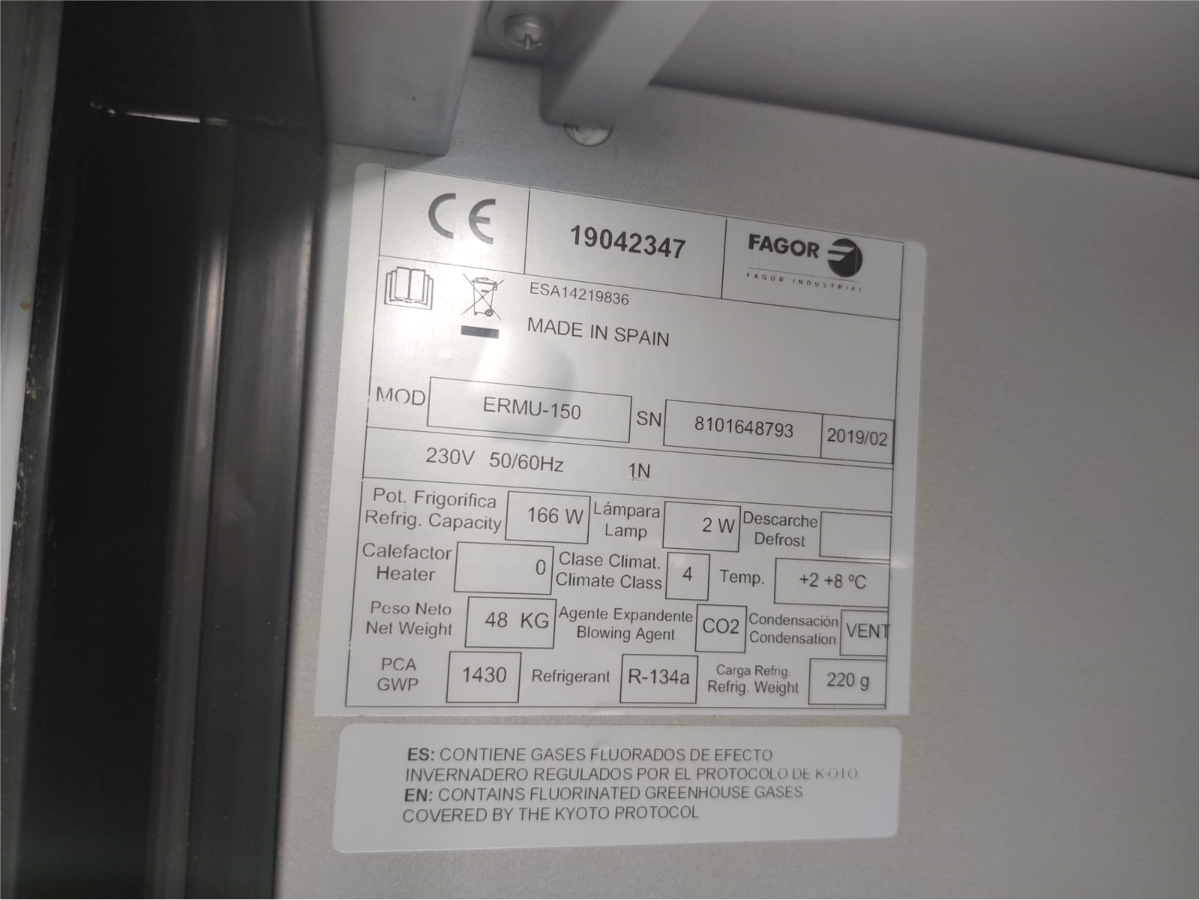 CE
19042347
FAGOR
FAGOR INDUSTRIAL
ESA14219836
MADE IN SPAIN
MOD ERMU-150 SN 8101648793 2019/02
230V 50/60Hz 1N
Pot. Frigorifica
Refrig. Capacity
166 W
Lámpara
Lamp
2 W
Descarche
Defrost
Calefactor
Heater
0
Clase Climat.
Climate Class
4
Temp.
+2 +8 ºC
Peso Neto
Net Weight
48 KG
Agente Expandente
Blowing Agent
CO2
Condensación
Condensation
VENT
PCA
GWP
1430
Refrigerant
R-134a
Carga Refrig.
Refrig. Weight
220 g
ES: CONTIENE GASES FLUORADOS DE EFECTO
INVERNADERO REGULADOS POR EL PROTOCOLO DE KIOTO
EN: CONTAINS FLUORINATED GREENHOUSE GASES
COVERED BY THE KYOTO PROTOCOL